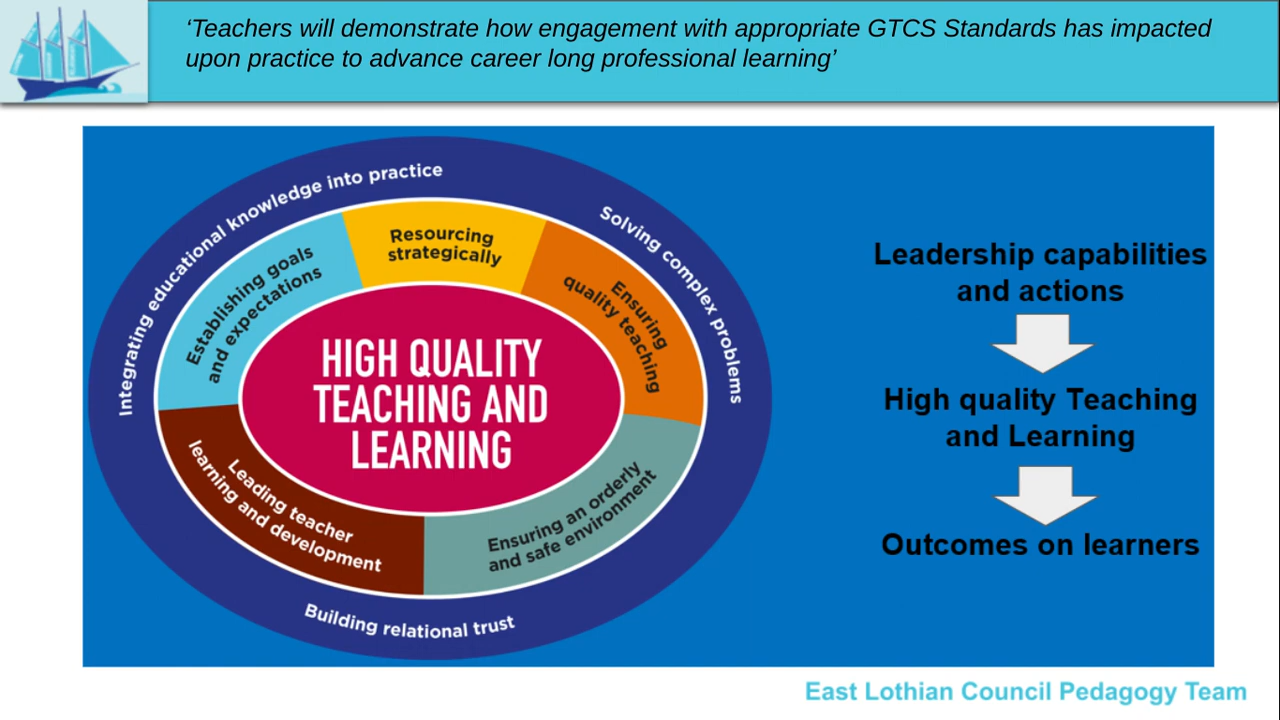 ‘Teachers will demonstrate how engagement with appropriate GTCS Standards has impacted
upon practice to advance career long professional learning’
Integrating educational knowledge into practice
Solving complex problems
Building relational trust
Establishing goals
and expectations
Resourcing
strategically
Ensuring
quality teaching
Ensuring an orderly
and safe environment
Leading teacher
learning and development
HIGH QUALITY
TEACHING AND
LEARNING
Leadership capabilities
and actions
High quality Teaching
and Learning
Outcomes on learners
East Lothian Council Pedagogy Team